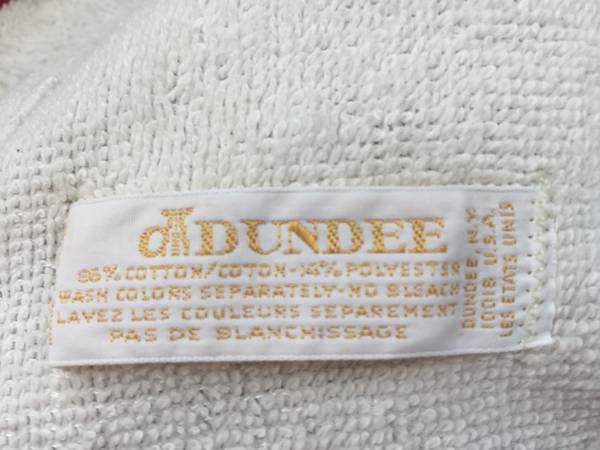 DUNDEE
86% COTTON/COTON-14% POLYESTER
WASH COLORS SEPARATELY-NO BLEACH
LAVEZ LES COULEURS SEPAREMENT
PAS DE BLANCHISSAGE
DUNDEE, N.Y.
10018 U.S.A.
LES ETATS UNIS